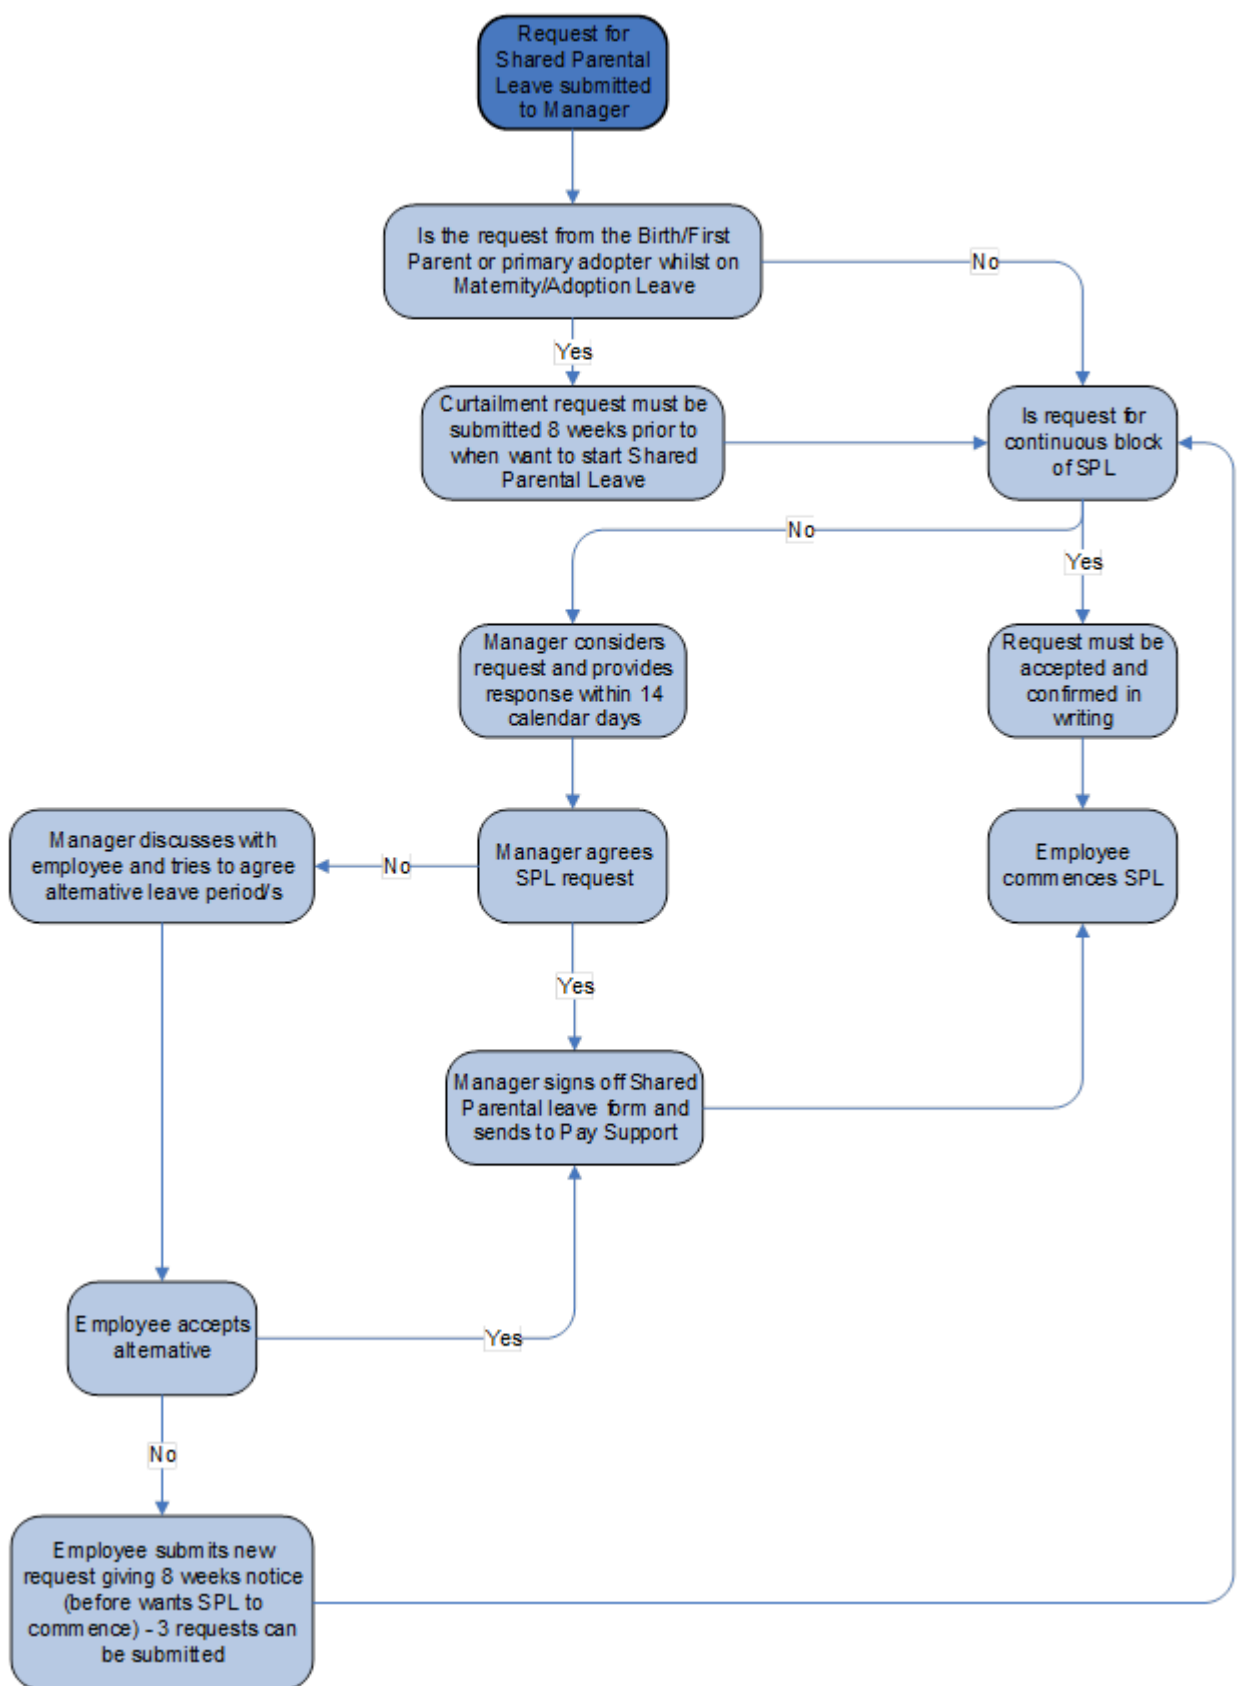 Request for
Shared Parental
Leave submitted
to Manager
Is the request from the Birth/First
Parent or primary adopter whilst on
Maternity/Adoption Leave
No
Yes
Curtailment request must be
submitted 8 weeks prior to
when want to start Shared
Parental Leave
Is request for
continuous block
of SPL
No
Yes
Manager considers
request and provides
response within 14
calendar days
Request must be
accepted and
confirmed in
writing
Manager discusses with
employee and tries to agree
alternative leave period/s
No
Manager agrees
SPL request
Employee
commences SPL
Yes
Manager signs off Shared
Parental leave form and
sends to Pay Support
Employee accepts
alternative
Yes
No
Employee submits new
request giving 8 weeks notice
(before wants SPL to
commence) - 3 requests can
be submitted